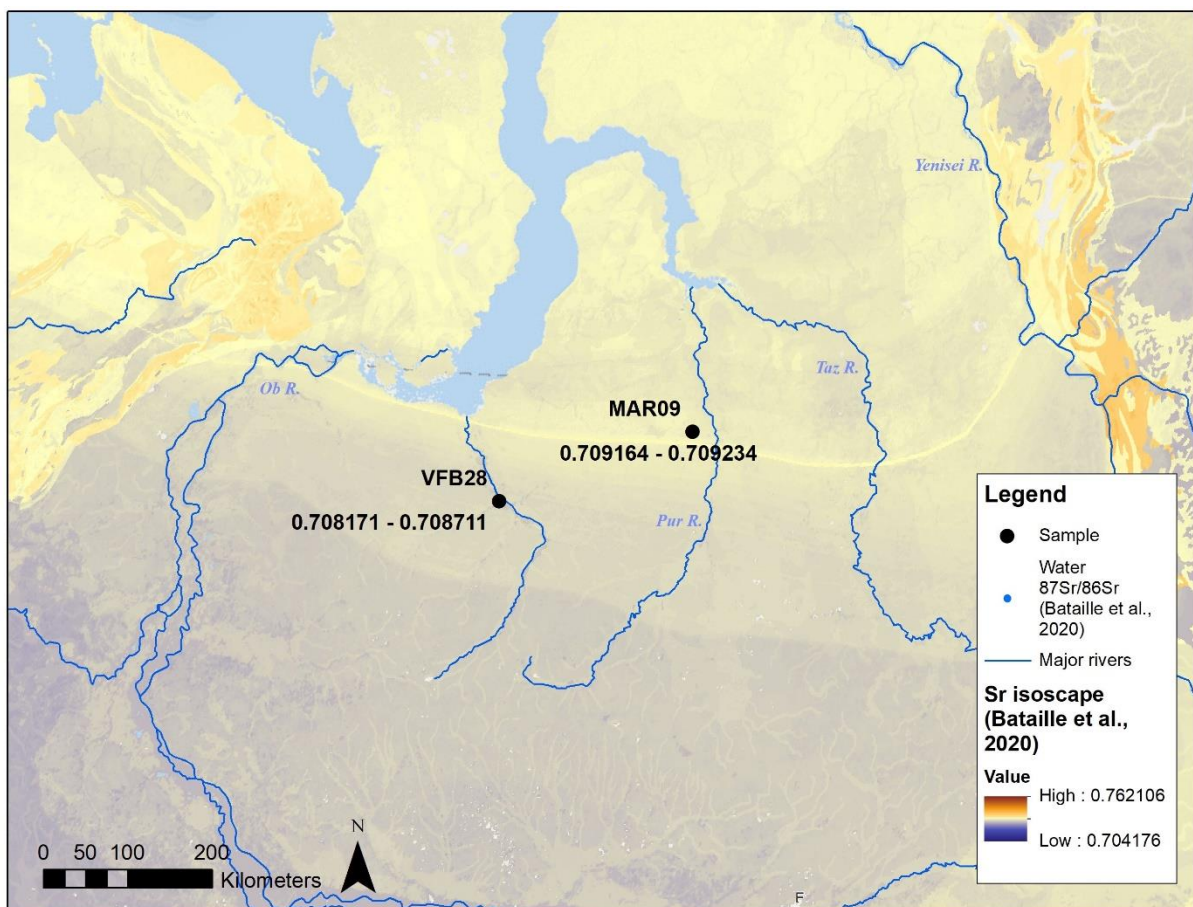 Yenisei R.
Ob R.
Taz R.
MAR09
0.709164 - 0.709234
VFB28
0.708171 - 0.708711
Pur R.
Legend
Sample
Water
87Sr/86Sr
(Bataille et al.,
2020)
Major rivers
Sr isoscape
(Bataille et al.,
2020)
Value
High : 0.762106
Low : 0.704176
N
0 50 100 200
Kilometers
F